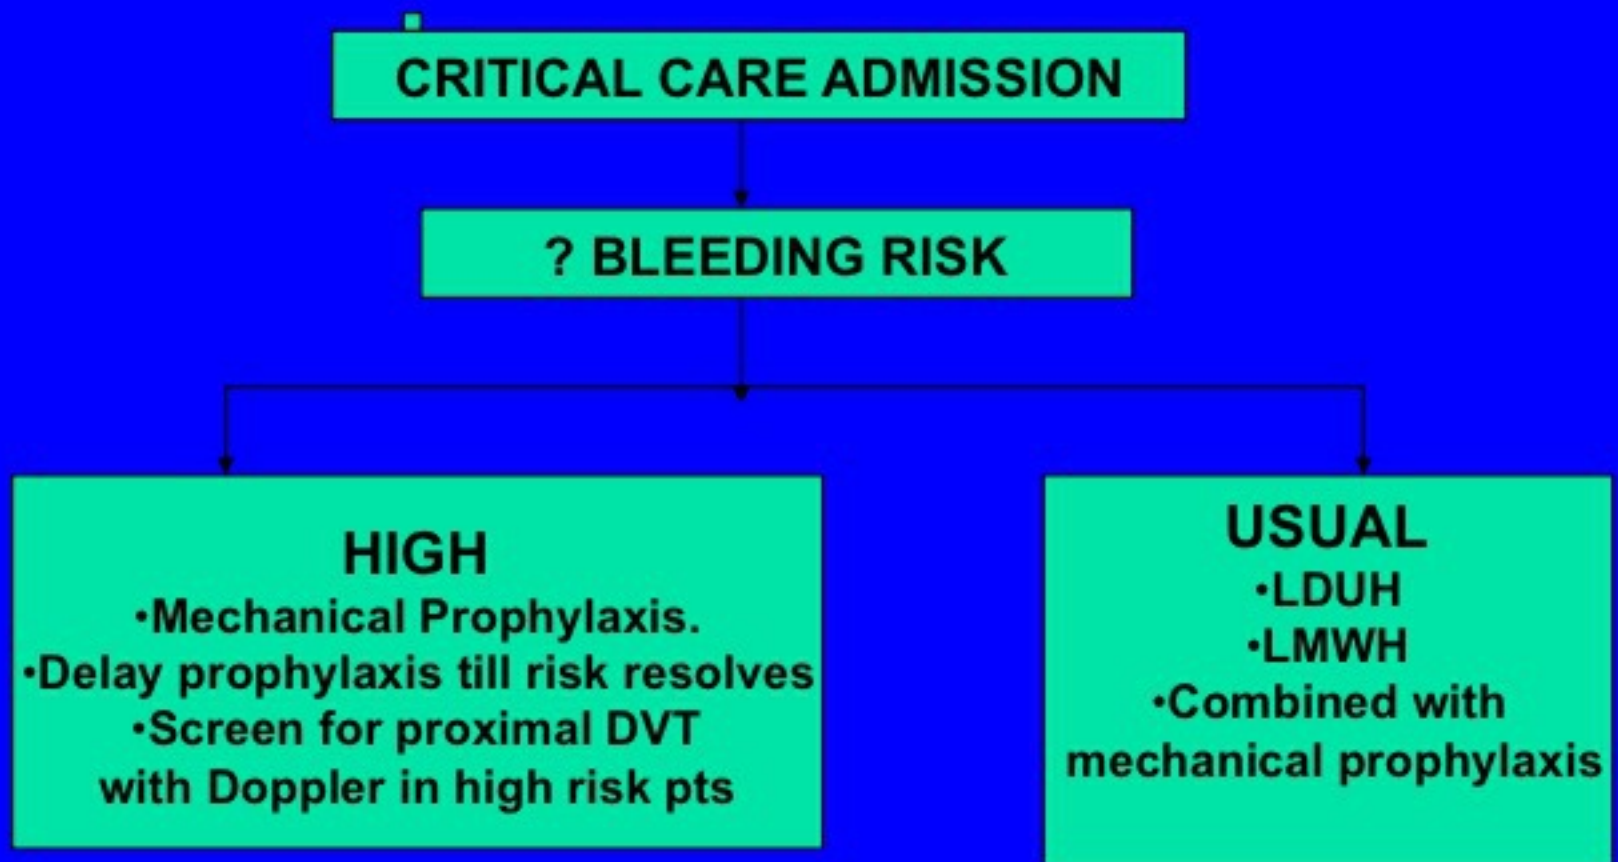 CRITICAL CARE ADMISSION
? BLEEDING RISK
HIGH
•Mechanical Prophylaxis.
•Delay prophylaxis till risk resolves
•Screen for proximal DVT
with Doppler in high risk pts
USUAL
•LDUH
•LMWH
•Combined with
mechanical prophylaxis